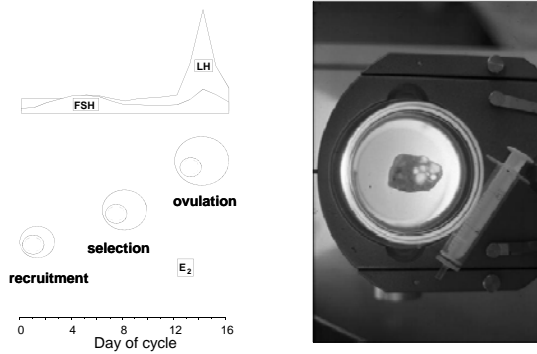 LH
FSH
ovulation
selection
E2
recruitment
0 4 8 12 16
Day of cycle